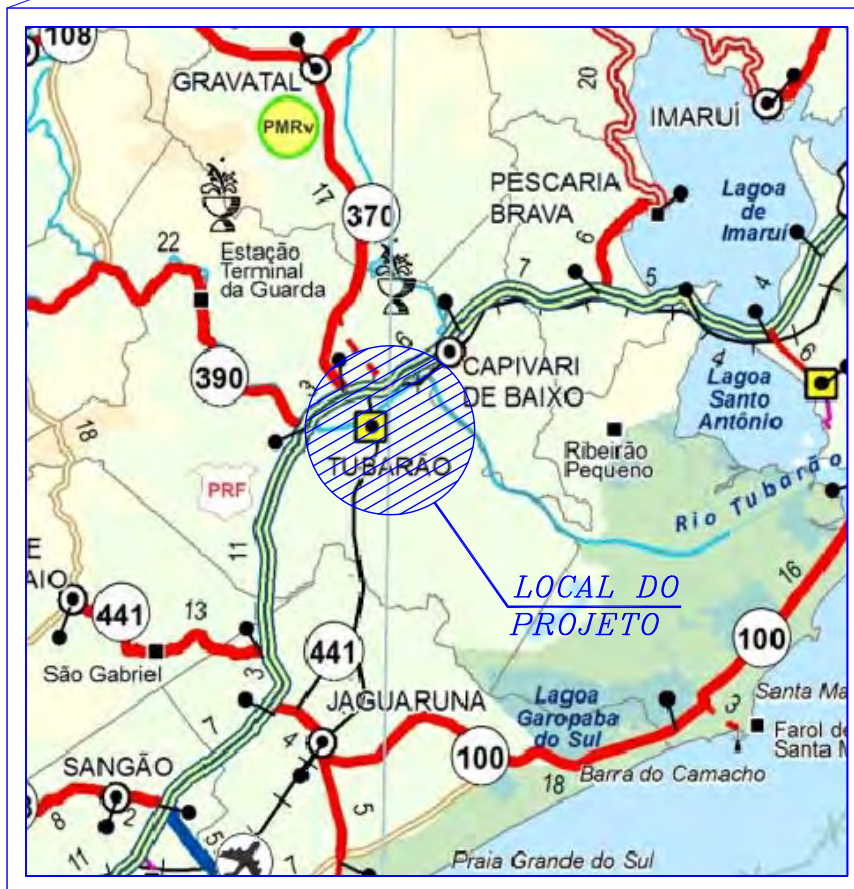 108
GRAVATAL
PMRv
20
IMARUÍ
17
370
PESCARIA
BRAVA
Lagoa
de
Imaruí
22
Estação
Terminal
da Guarda
6
7
5
4
390
3
6
CAPIVARI
DE BAIXO
4
6
Lagoa
Santo
Antônio
18
TUBARÃO
Ribeirão
Pequeno
PRF
Rio Tubarão
11
E
AIO
441
13
LOCAL DO
PROJETO
16
100
São Gabriel
3
441
7
JAGUARUNA
Lagoa
Garopaba
do Sul
Santa Ma
3
4
100
Farol de
Santa M
SANGÃO
18
Barra do Camacho
8
2
5
5
11
7
Praia Grande do Sul